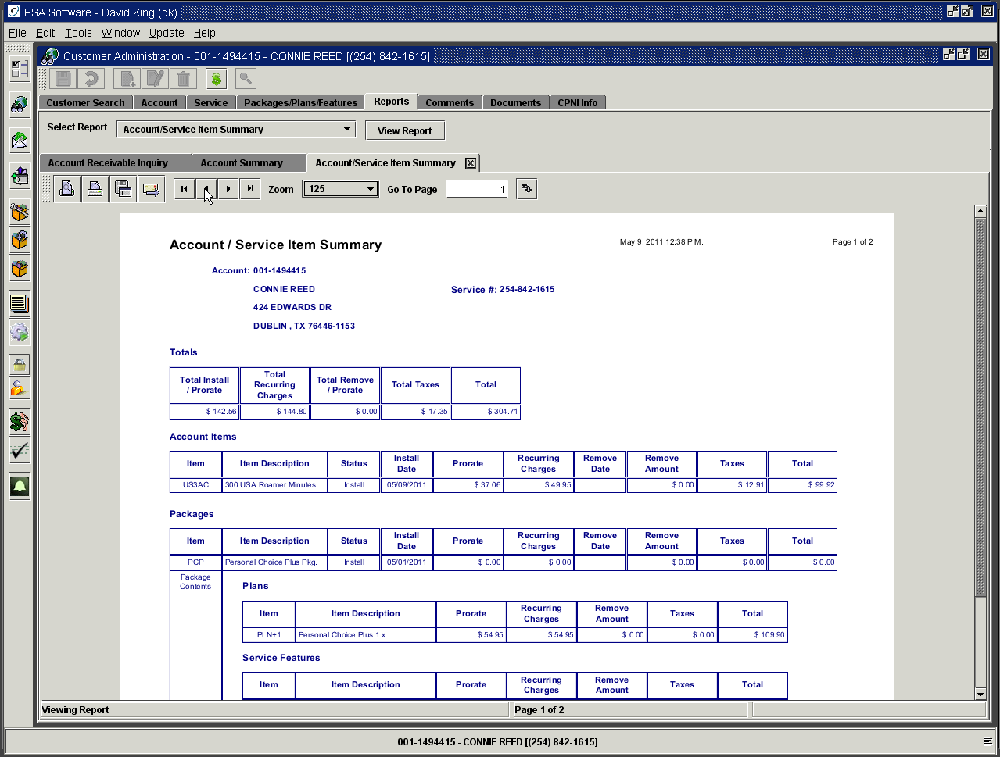 PSA Software - David King (dk)
File Edit Tools Window Update Help
Customer Administration - 001-1494415 - CONNIE REED [(254) 842-1615]
Customer Search Account Service Packages/Plans/Features Reports Comments Documents CPNI Info
Select Report Account/Service Item Summary View Report
Account Receivable Inquiry Account Summary Account/Service Item Summary
Zoom 125 Go To Page 1
Account / Service Item Summary May 9, 2011 12:38 P.M. Page 1 of 2
Account: 001-1494415
CONNIE REED Service #: 254-842-1615
424 EDWARDS DR
DUBLIN , TX 76446-1153
Totals
Total Install / Prorate Total Recurring Charges Total Remove / Prorate Total Taxes Total
$ 142.56 $ 144.80 $ 0.00 $ 17.35 $ 304.71
Account Items
Item Item Description Status Install Date Prorate Recurring Charges Remove Date Remove Amount Taxes Total
US3AC 300 USA Roamer Minutes Install 05/09/2011 $ 37.06 $ 49.95 $ 0.00 $ 12.91 $ 99.92
Packages
Item Item Description Status Install Date Prorate Recurring Charges Remove Date Remove Amount Taxes Total
PCP Personal Choice Plus Pkg. Install 05/01/2011 $ 0.00 $ 0.00 $ 0.00 $ 0.00 $ 0.00
Package Contents
Plans
Item Item Description Prorate Recurring Charges Remove Amount Taxes Total
PLN+1 Personal Choice Plus 1 x $ 54.95 $ 54.95 $ 0.00 $ 0.00 $ 109.90
Service Features
Item Item Description Prorate Recurring Charges Remove Amount Taxes Total
Viewing Report Page 1 of 2
001-1494415 - CONNIE REED [(254) 842-1615]